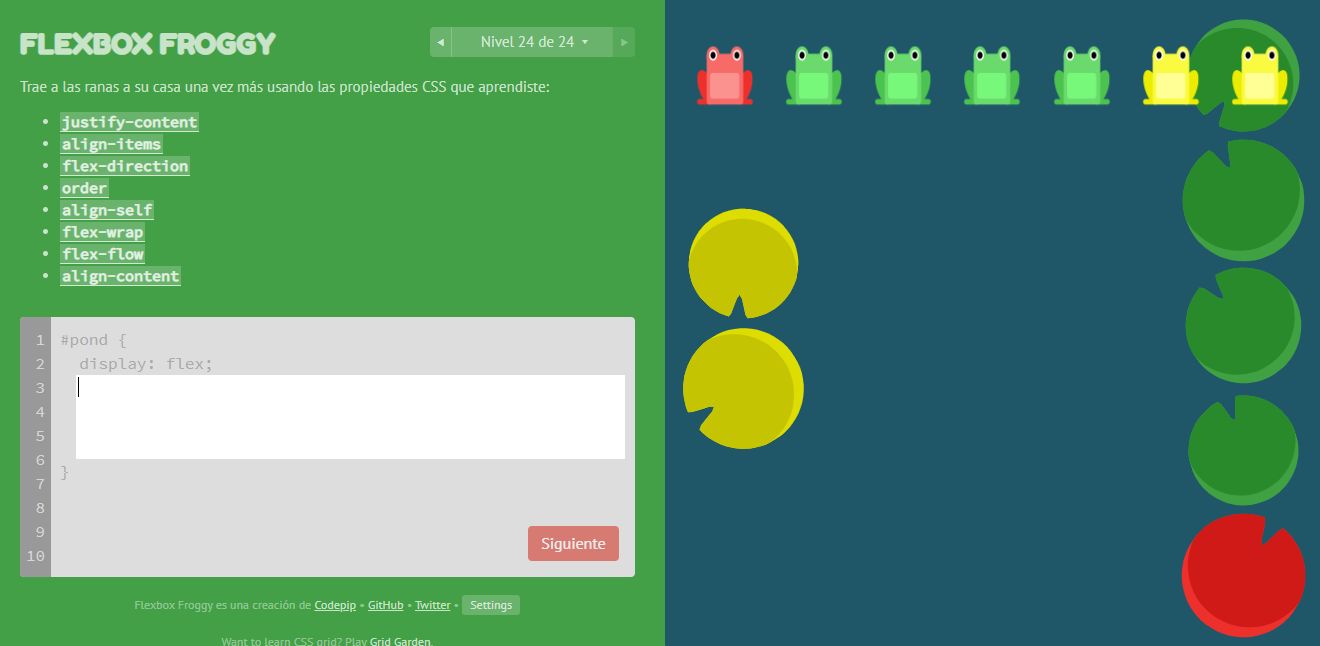 FLEXBOX FROGGY
◀ Nivel 24 de 24 ▾ ▶
Trae a las ranas a su casa una vez más usando las propiedades CSS que aprendiste:
• justify-content
• align-items
• flex-direction
• order
• align-self
• flex-wrap
• flex-flow
• align-content
1 #pond {
2 display: flex;
3
4
5
6
} 
7
8
9
10
Siguiente
Flexbox Froggy es una creación de Codepip • GitHub • Twitter • Settings
Want to learn CSS grid? Play Grid Garden.